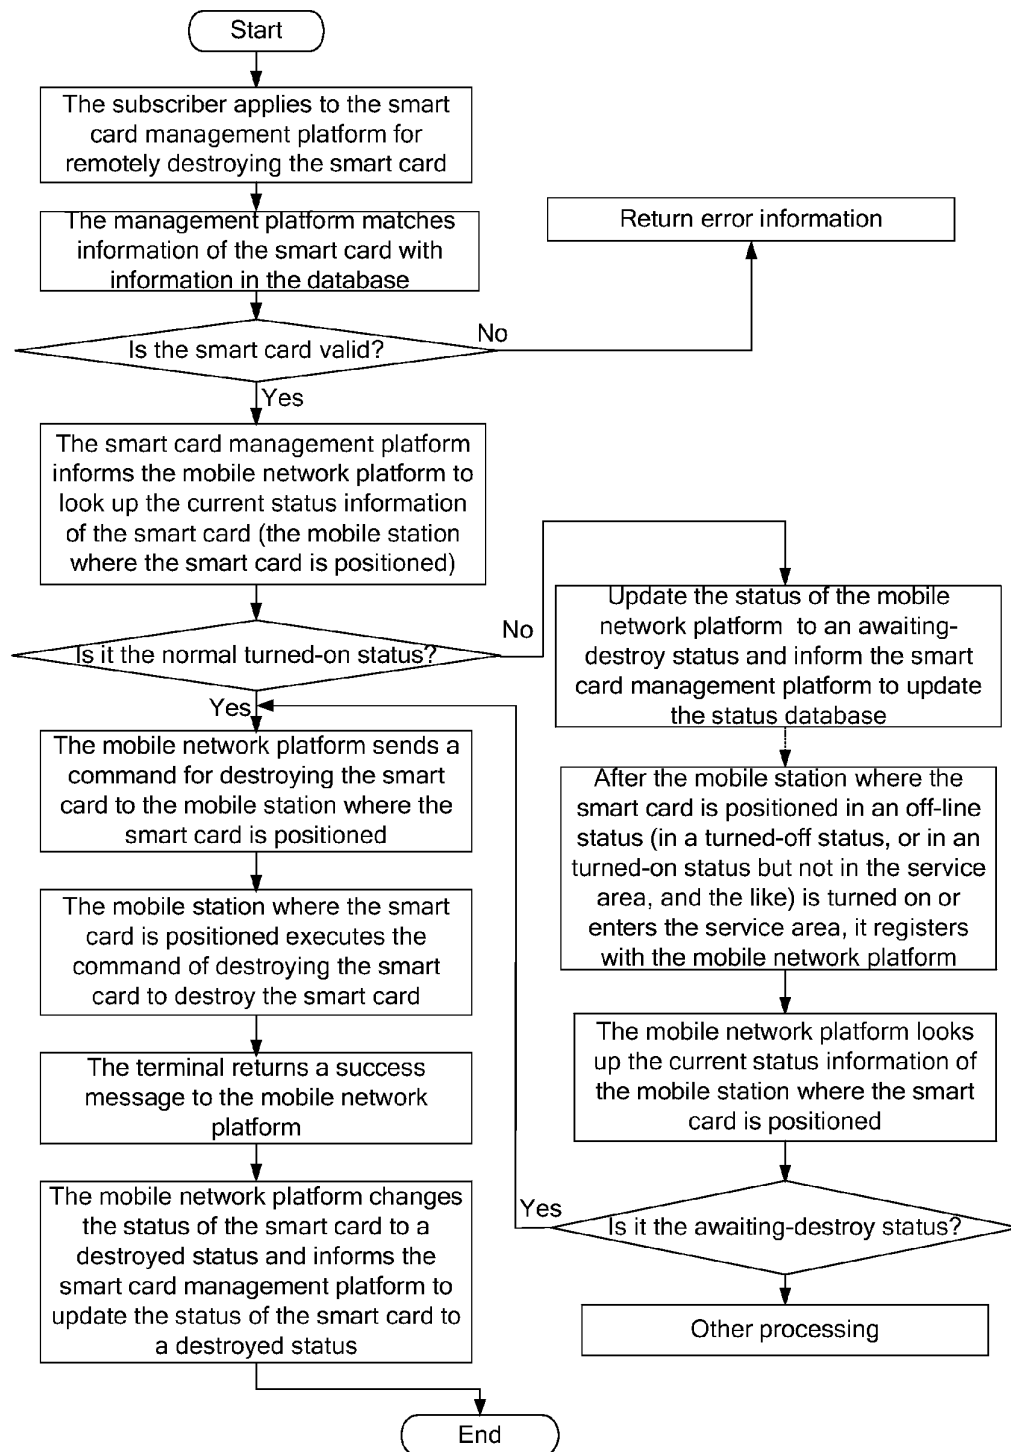 Start
The subscriber applies to the smart
card management platform for
remotely destroying the smart card
The management platform matches
information of the smart card with
information in the database
Return error information
Is the smart card valid?
No
Yes
The smart card management platform
informs the mobile network platform to
look up the current status information
of the smart card (the mobile station
where the smart card is positioned)
Is it the normal turned-on status?
No
Yes
Update the status of the mobile
network platform to an awaiting-
destroy status and inform the smart
card management platform to update
the status database
The mobile network platform sends a
command for destroying the smart
card to the mobile station where the
smart card is positioned
After the mobile station where the
smart card is positioned in an off-line
status (in a turned-off status, or in an
turned-on status but not in the service
area, and the like) is turned on or
enters the service area, it registers
with the mobile network platform
The mobile station where the smart
card is positioned executes the
command of destroying the smart
card to destroy the smart card
The mobile network platform looks
up the current status information of
the mobile station where the smart
card is positioned
The terminal returns a success
message to the mobile network
platform
The mobile network platform changes
the status of the smart card to a
destroyed status and informs the
smart card management platform to
update the status of the smart card to
a destroyed status
Yes
Is it the awaiting-destroy status?
Other processing
End